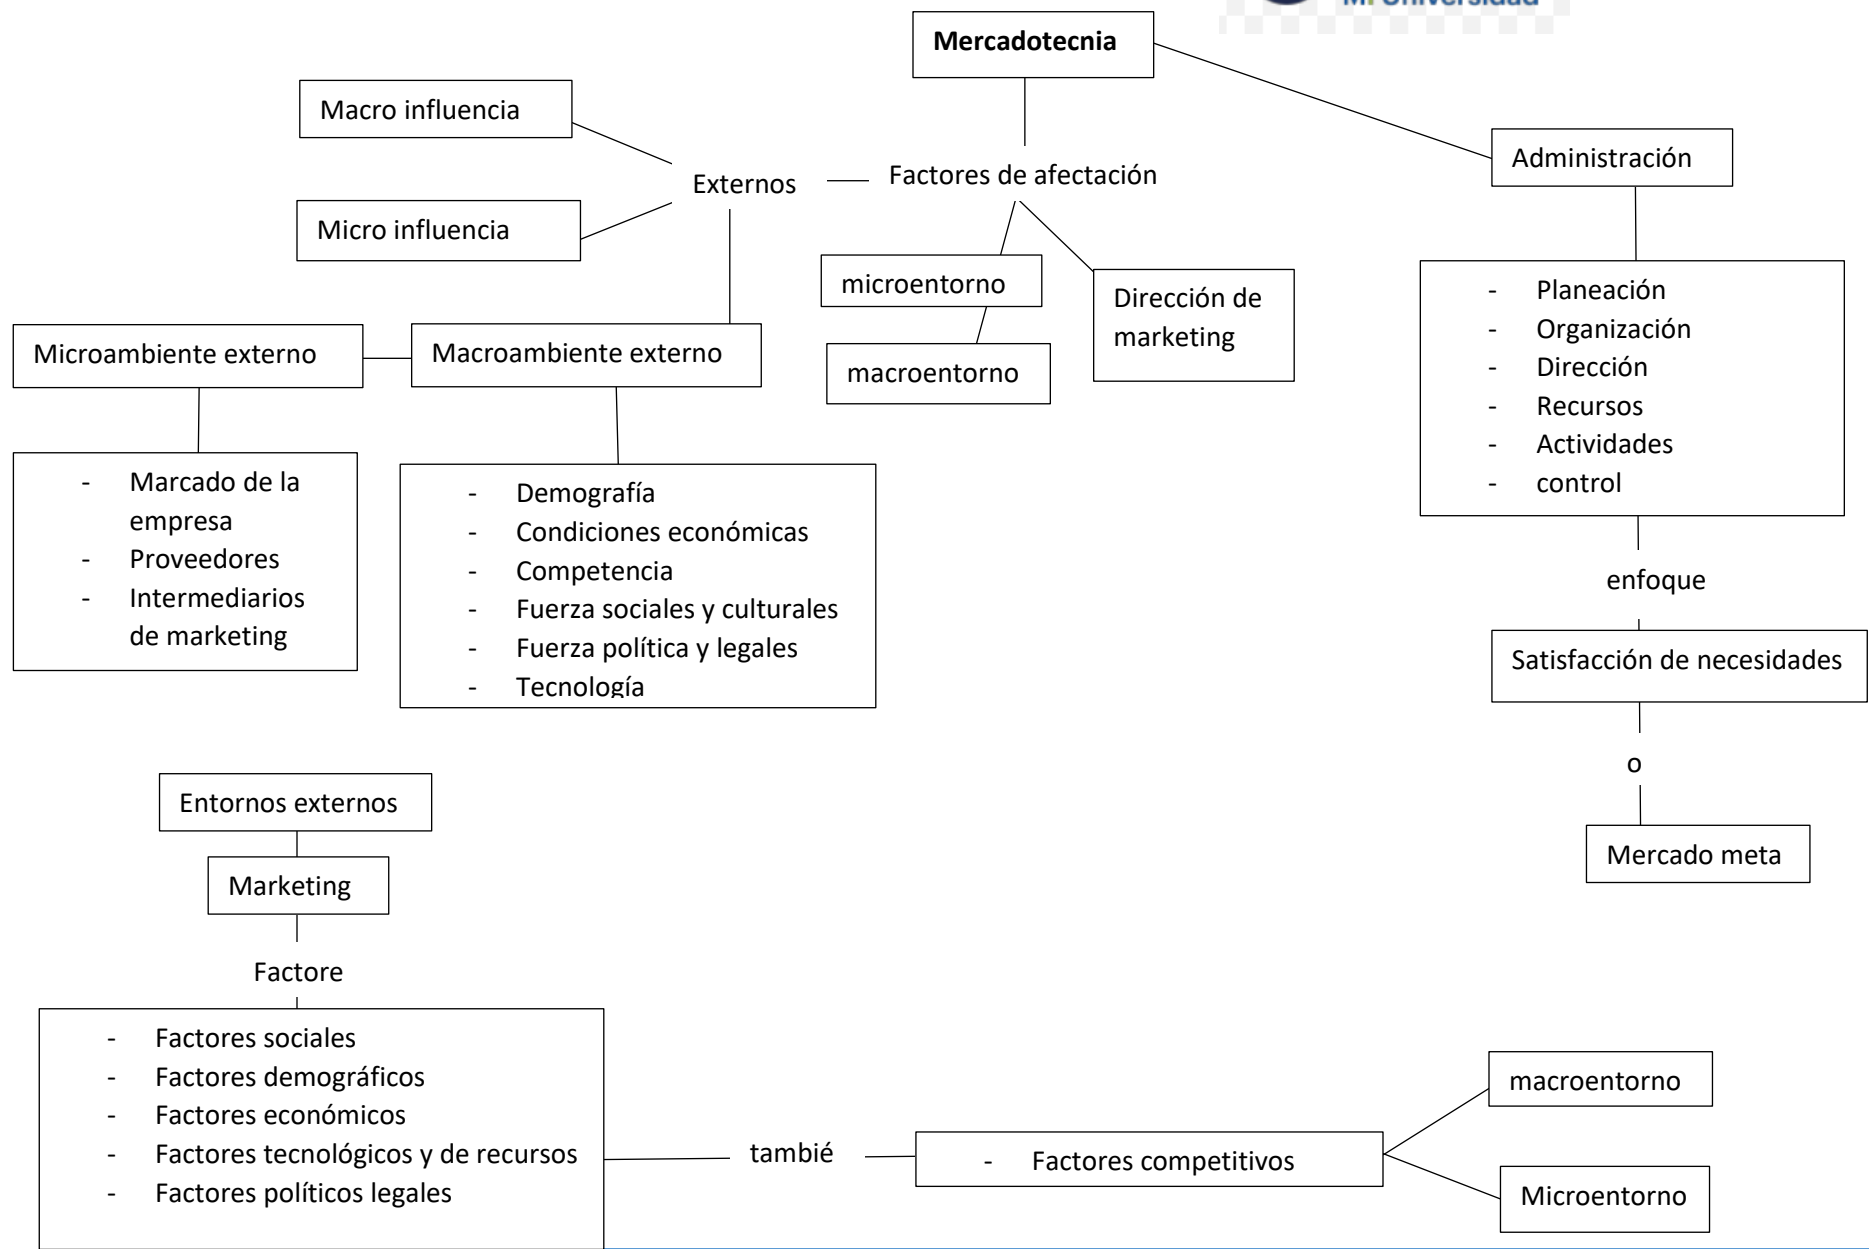 Mi Universidad
Mercadotecnia
Macro influencia
Administración
Factores de afectación
Externos
Micro influencia
microentorno
Dirección de
marketing
macroentorno
- Planeación
- Organización
- Dirección
- Recursos
- Actividades
- control
Microambiente externo
Macroambiente externo
- Marcado de la
empresa
- Proveedores
- Intermediarios
de marketing
- Demografía
- Condiciones económicas
- Competencia
- Fuerza sociales y culturales
- Fuerza política y legales
- Tecnología
enfoque
Satisfacción de necesidades
o
Mercado meta
Entornos externos
Marketing
Factore
- Factores sociales
- Factores demográficos
- Factores económicos
- Factores tecnológicos y de recursos
- Factores políticos legales
tambié
- Factores competitivos
macroentorno
Microentorno